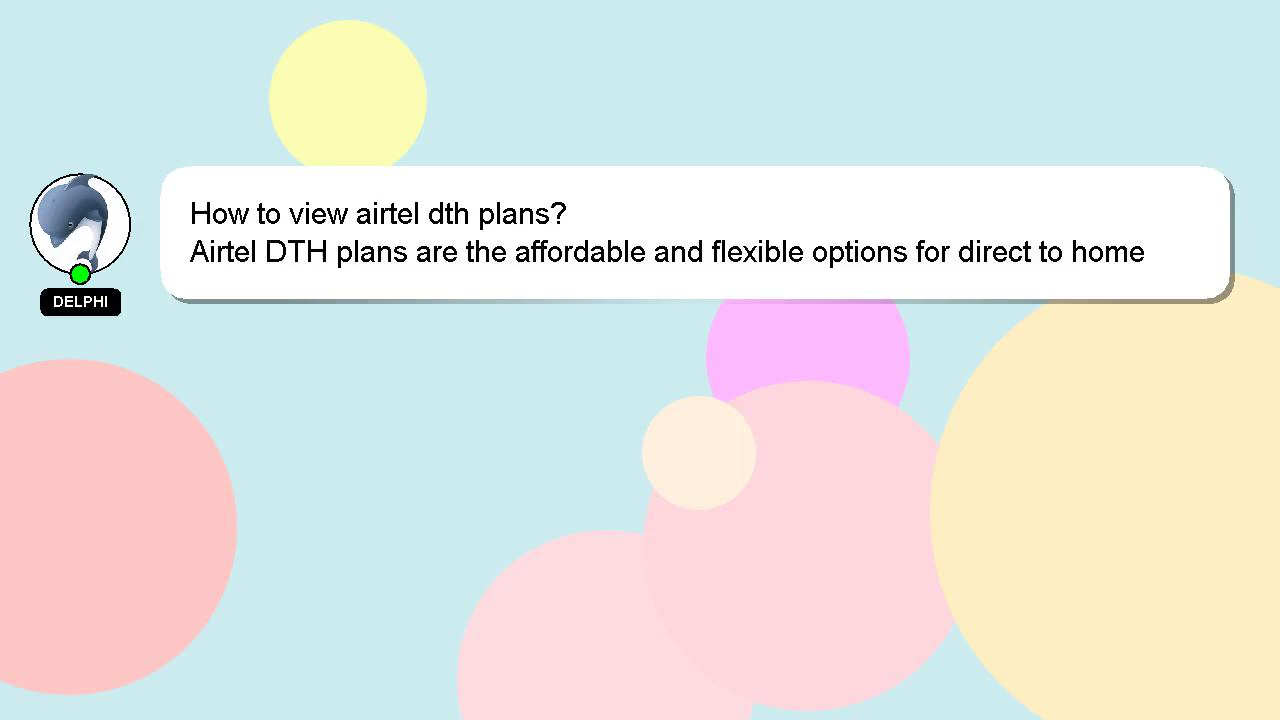 How to view airtel dth plans?
Airtel DTH plans are the affordable and flexible options for direct to home
DELPHI